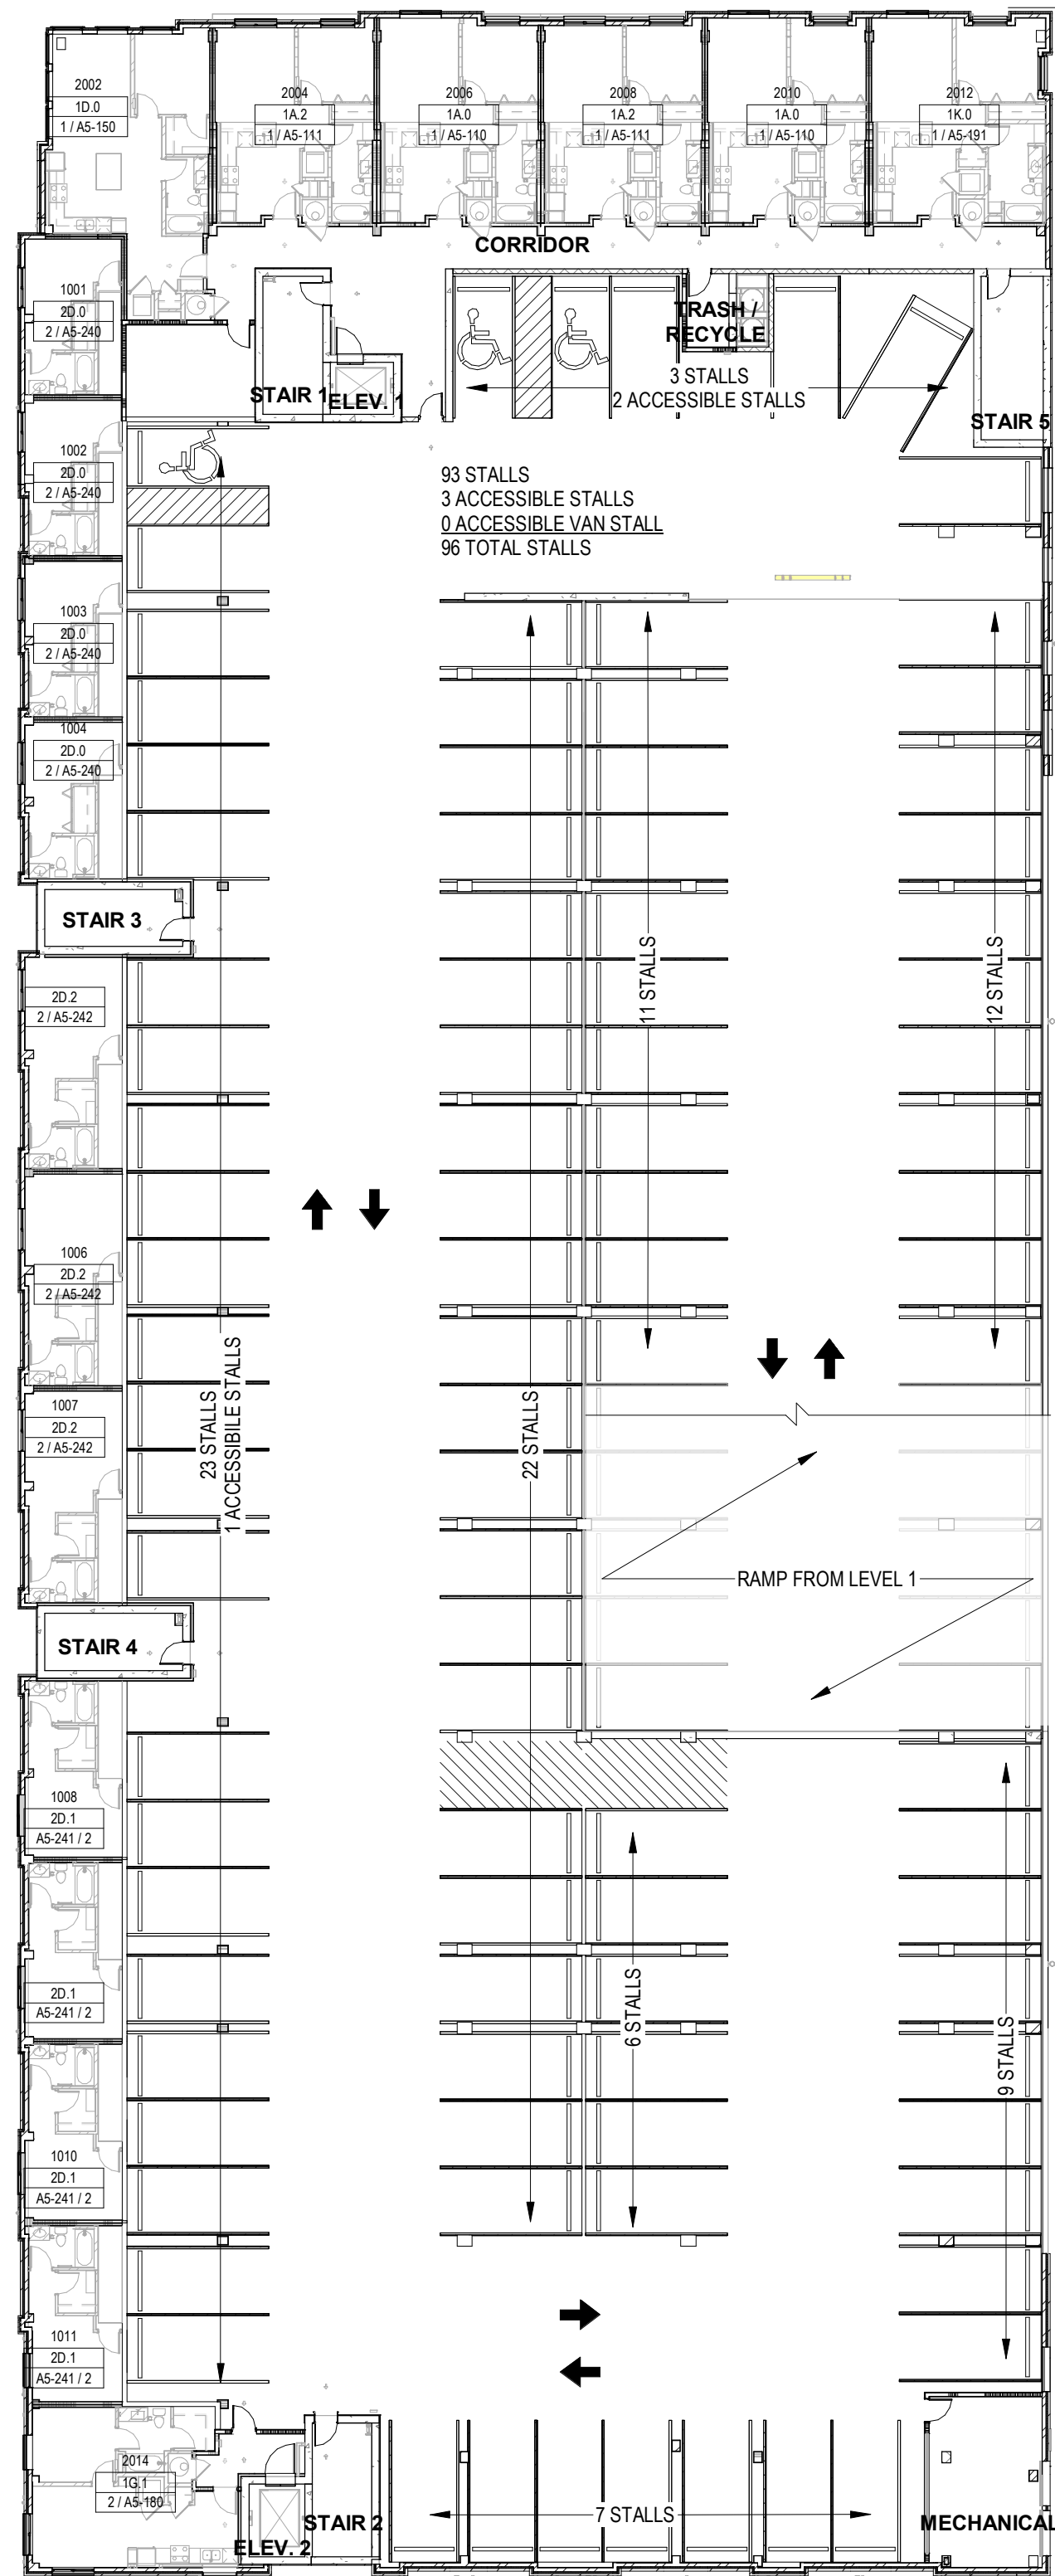 2002
1D.0
1 / A5-150
2004
1A.2
1 / A5-111
2006
1A.0
1 / A5-110
2008
1A.2
1 / A5-111
2010
1A.0
1 / A5-110
2012
1K.0
1 / A5-191
CORRIDOR
1001
2D.0
2 / A5-240
STAIR 1
ELEV. 1
TRASH /
RECYCLE
3 STALLS
2 ACCESSIBLE STALLS
STAIR 5
1002
2D.0
2 / A5-240
93 STALLS
3 ACCESSIBLE STALLS
0 ACCESSIBLE VAN STALL
96 TOTAL STALLS
1003
2D.0
2 / A5-240
1004
2D.0
2 / A5-240
STAIR 3
11 STALLS
12 STALLS
2D.2
2 / A5-242
1006
2D.2
2 / A5-242
1007
2D.2
2 / A5-242
23 STALLS
1 ACCESSIBILE STALLS
22 STALLS
RAMP FROM LEVEL 1
STAIR 4
1008
2D.1
A5-241 / 2
2D.1
A5-241 / 2
6 STALLS
9 STALLS
1010
2D.1
A5-241 / 2
1011
2D.1
A5-241 / 2
2014
1G.1
2 / A5-180
ELEV. 2
STAIR 2
7 STALLS
MECHANICAL